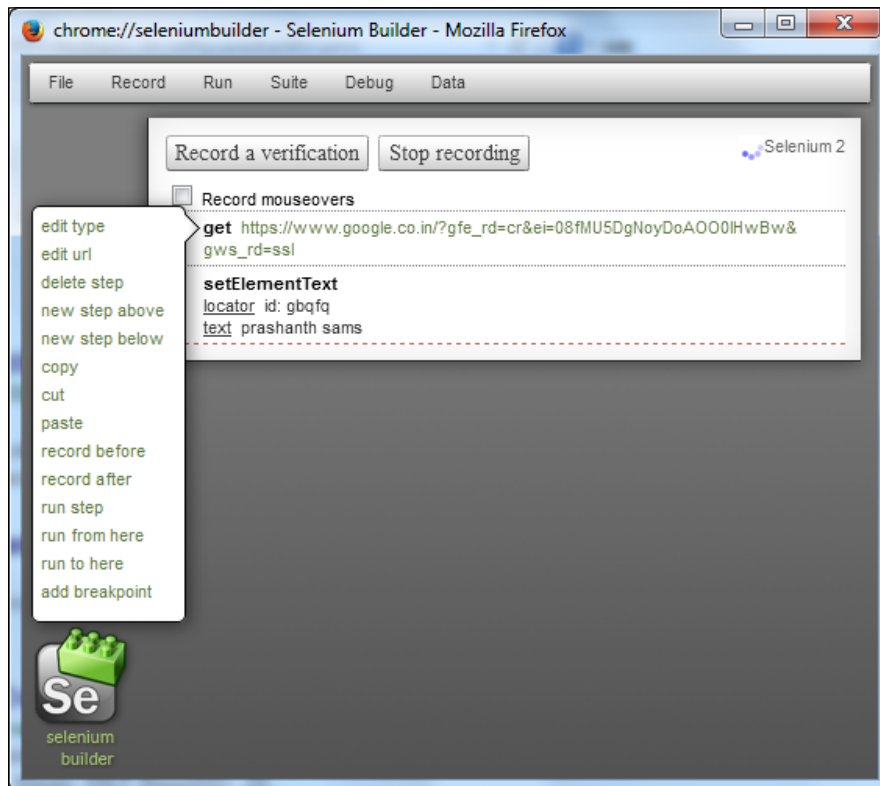 chrome://seleniumbuilder - Selenium Builder - Mozilla Firefox
File Record Run Suite Debug Data
Record a verification Stop recording Selenium 2
Record mouseovers
get https://www.google.co.in/?gfe_rd=cr&ei=08fMU5DgNoyDoAOO0IHwBw&
gws_rd=ssl
setElementText
locator id: gbqfq
text prashanth sams
edit type
edit url
delete step
new step above
new step below
copy
cut
paste
record before
record after
run step
run from here
run to here
add breakpoint
Se
selenium
builder